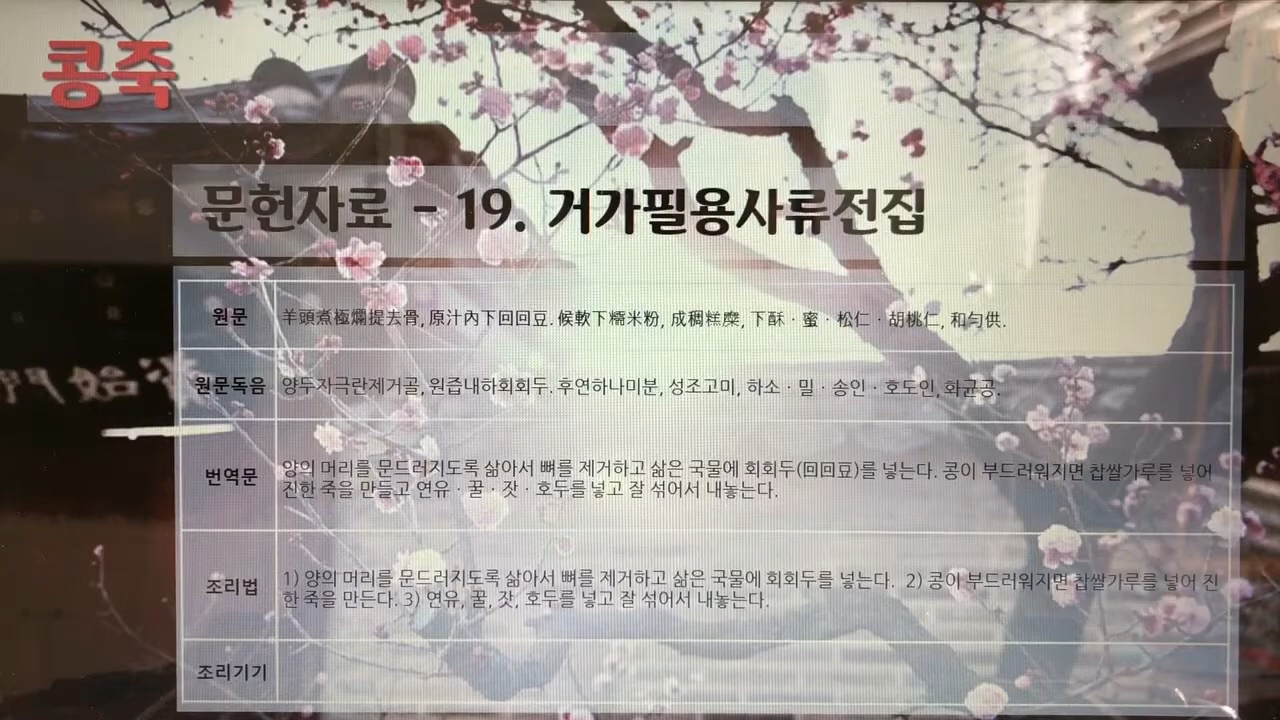 콩죽
문헌자료 - 19. 거가필용사류전집
원문
羊頭煮極爛提去骨, 原汁內下回回豆. 候軟下糯米粉, 成稠糕糜, 下酥 · 蜜 · 松仁 · 胡桃仁, 和勻供.
원문독음
양두자극란제거골, 원즙내하회회두. 후연하나미분, 성조고미, 하소 · 밀 · 송인 · 호도인, 화균공.
번역문
양의 머리를 문드러지도록 삶아서 뼈를 제거하고 삶은 국물에 회회두(回回豆)를 넣는다. 콩이 부드러워지면 찹쌀가루를 넣어
진한 죽을 만들고 연유 · 꿀 · 잣 · 호두를 넣고 잘 섞어서 내놓는다.
조리법
1) 양의 머리를 문드러지도록 삶아서 뼈를 제거하고 삶은 국물에 회회두를 넣는다. 2) 콩이 부드러워지면 찹쌀가루를 넣어 진
한 죽을 만든다. 3) 연유, 꿀, 잣, 호두를 넣고 잘 섞어서 내놓는다.
조리기기